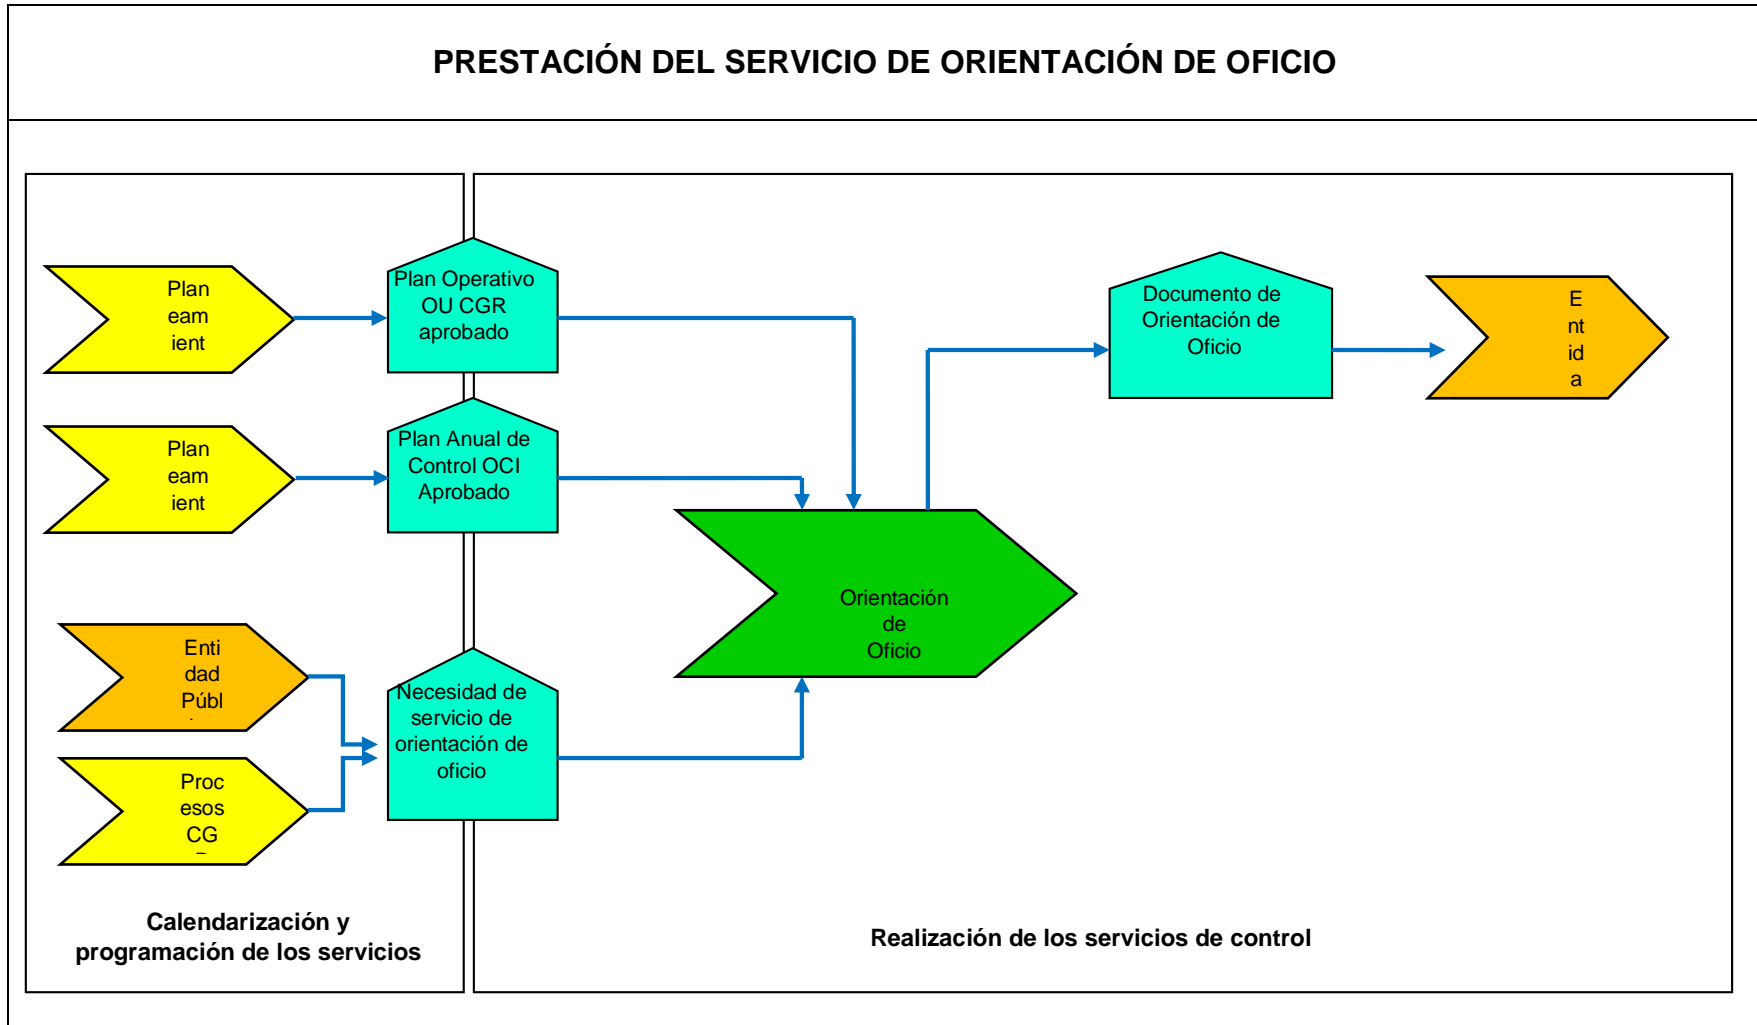 PRESTACIÓN DEL SERVICIO DE ORIENTACIÓN DE OFICIO
Plan
eam
ient
Plan Operativo
OU CGR
aprobado
Documento de
Orientación de
Oficio
E
nt
id
a
Plan
eam
ient
Plan Anual de
Control OCI
Aprobado
Orientación
de
Oficio
Enti
dad
Públ
Necesidad de
servicio de
orientación de
oficio
Proc
esos
CG
Calendarización y
programación de los servicios
Realización de los servicios de control